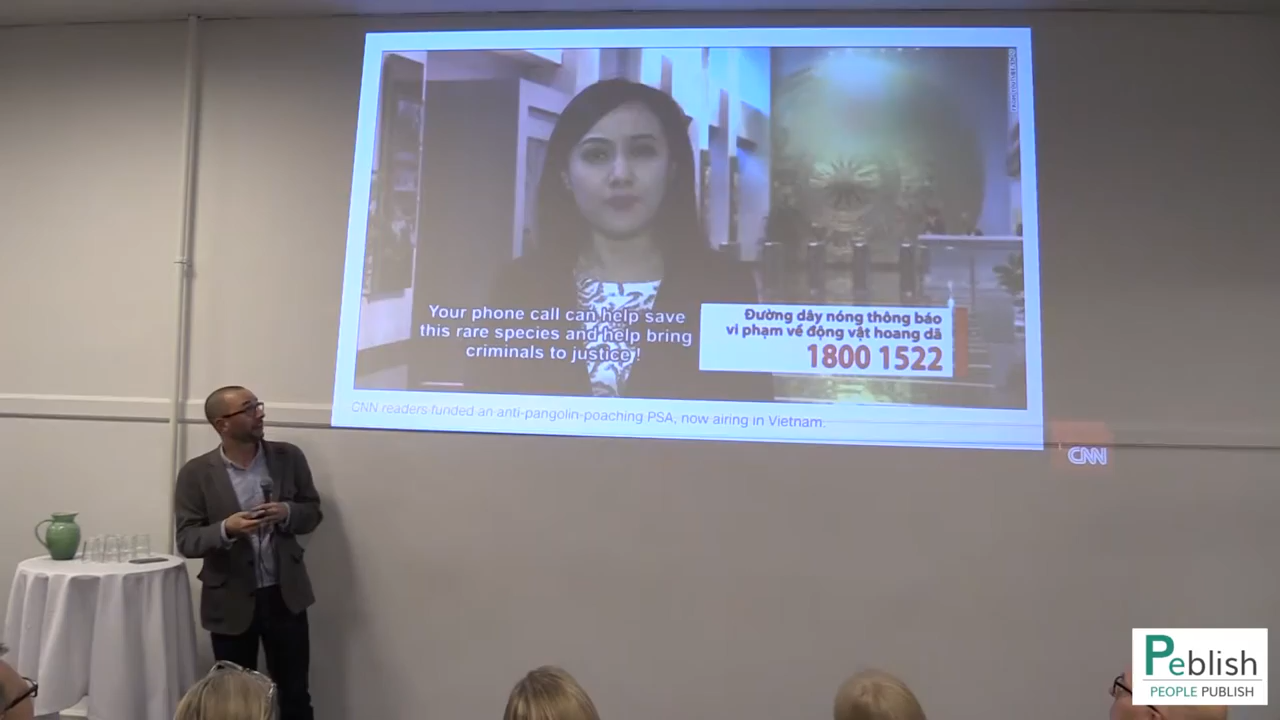 Your phone call can help save
this rare species and help bring
criminals to justice !
Đường dây nóng thông báo
vi phạm về động vật hoang dã
1800 1522
CNN readers funded an anti-pangolin-poaching PSA, now airing in Vietnam.
CNN
Peblish
PEOPLE PUBLISH